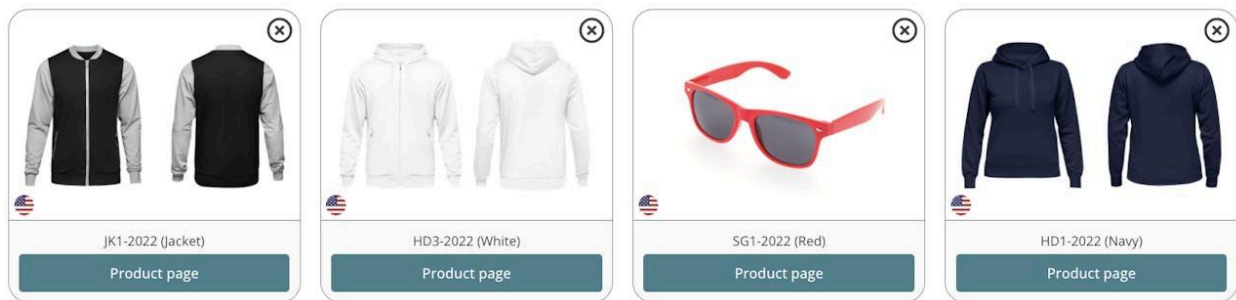 JK1-2022 (Jacket)
Product page
HD3-2022 (White)
Product page
SG1-2022 (Red)
Product page
HD1-2022 (Navy)
Product page